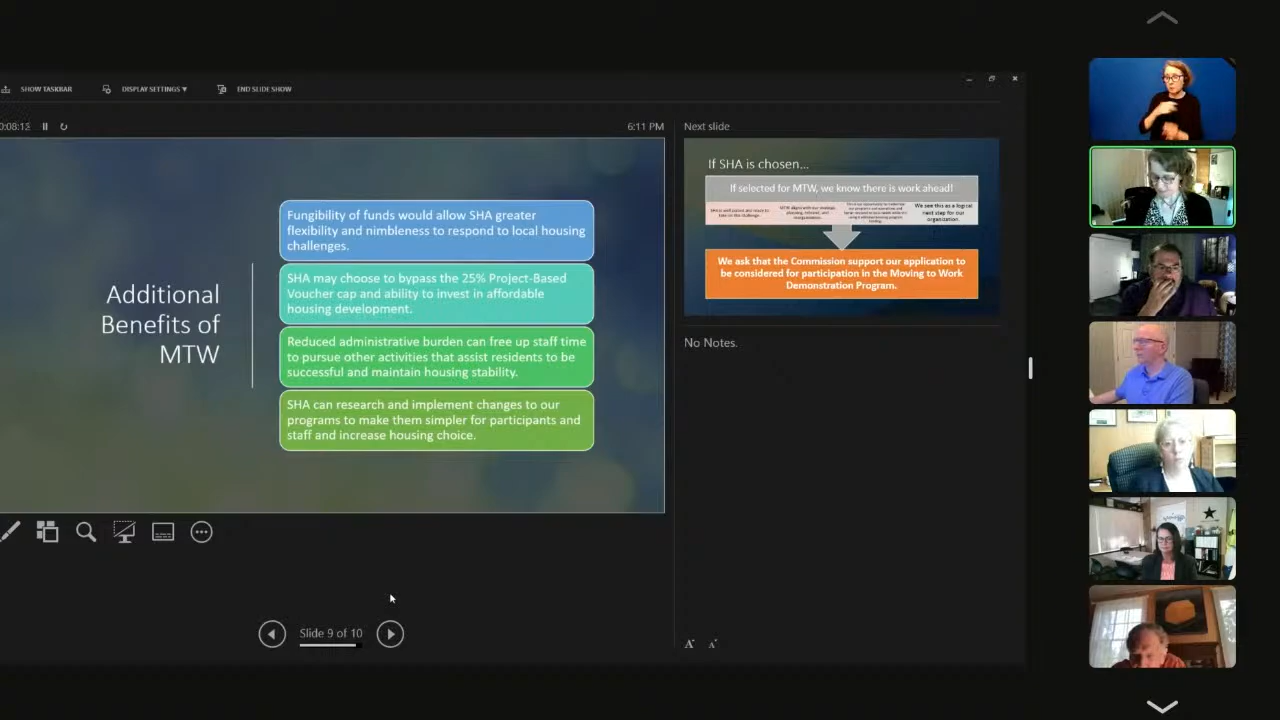 SHOW TASKBAR
DISPLAY SETTINGS ▼
END SLIDE SHOW
0:08:13
6:11 PM
Next slide
Additional
Benefits of
MTW
Fungibility of funds would allow SHA greater
flexibility and nimbleness to respond to local housing
challenges.
SHA may choose to bypass the 25% Project-Based
Voucher cap and ability to invest in affordable
housing development.
Reduced administrative burden can free up staff time
to pursue other activities that assist residents to be
successful and maintain housing stability.
SHA can research and implement changes to our
programs to make them simpler for participants and
staff and increase housing choice.
If SHA is chosen...
If selected for MTW, we know there is work ahead!
We see this as a logical
next step for our
organization.
We ask that the Commission support our application to
be considered for participation in the Moving to Work
Demonstration Program.
No Notes.
Slide 9 of 10
A A